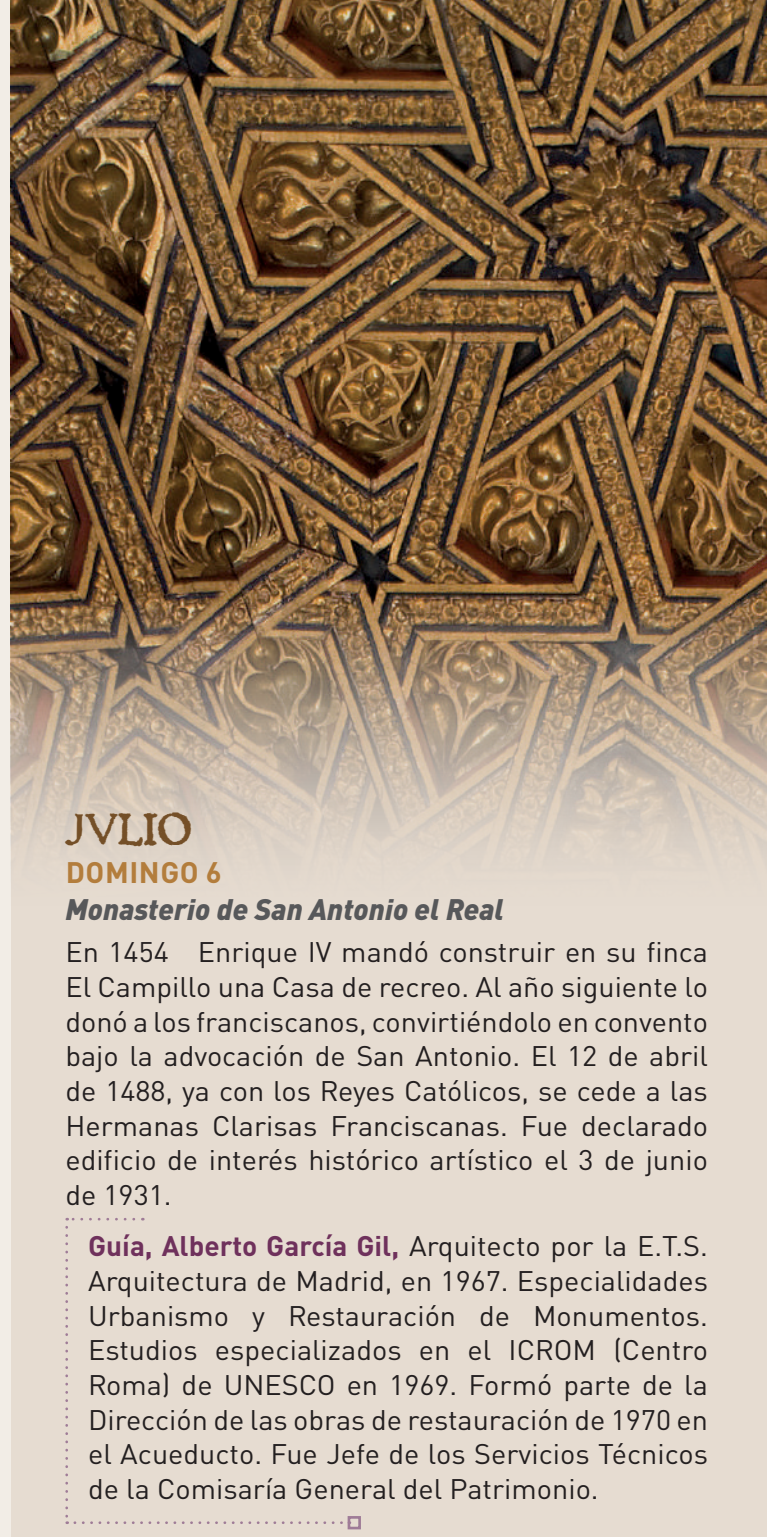 JVLIO
DOMINGO 6
Monasterio de San Antonio el Real
En 1454 Enrique IV mandó construir en su finca
El Campillo una Casa de recreo. Al año siguiente lo
donó a los franciscanos, convirtiéndolo en convento
bajo la advocación de San Antonio. El 12 de abril
de 1488, ya con los Reyes Católicos, se cede a las
Hermanas Clarisas Franciscanas. Fue declarado
edificio de interés histórico artístico el 3 de junio
de 1931.
Guía, Alberto García Gil, Arquitecto por la E.T.S.
Arquitectura de Madrid, en 1967. Especialidades
Urbanismo y Restauración de Monumentos.
Estudios especializados en el ICROM (Centro
Roma) de UNESCO en 1969. Formó parte de la
Dirección de las obras de restauración de 1970 en
el Acueducto. Fue Jefe de los Servicios Técnicos
de la Comisaría General del Patrimonio.